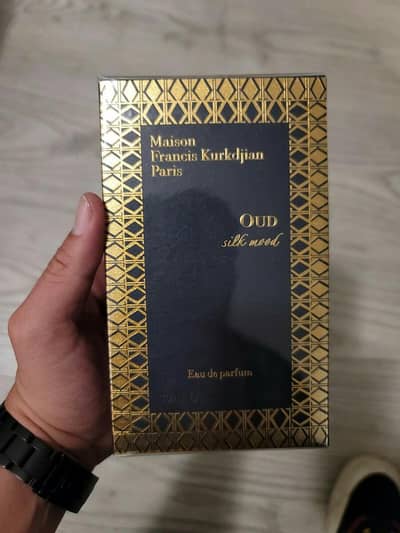 Maison
Francis Kurkdjian
Paris
OUD
silk mood
Eau de parfum